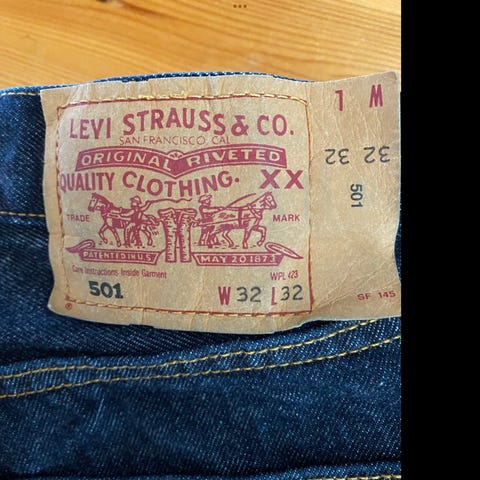 LEVI STRAUSS & CO.
SAN FRANCISCO, CAL
ORIGINAL RIVETED
QUALITY CLOTHING. XX
TRADE MARK
PATENTED IN U.S. MAY 20 1873
Care Instructions Inside Garment
WPL 423
501 W 32 L 32
®
W L
32 32
501
SF 145